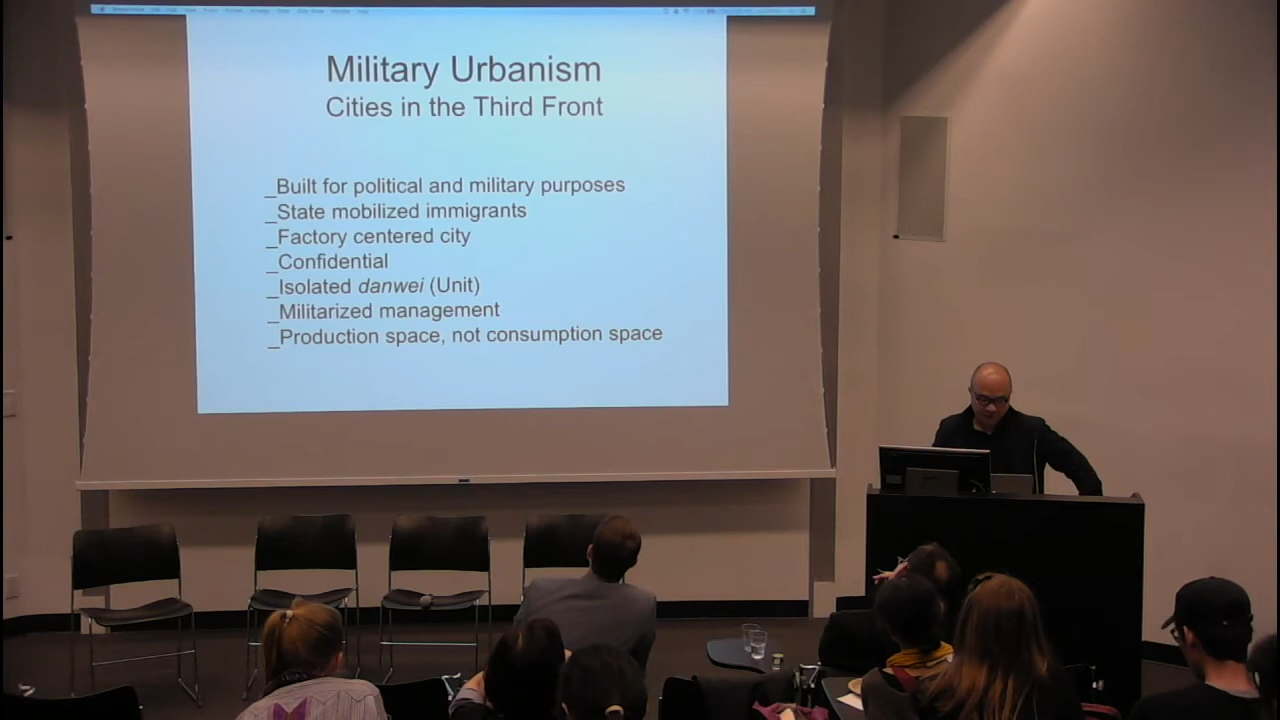 Military Urbanism
Cities in the Third Front
_Built for political and military purposes
_State mobilized immigrants
_Factory centered city
_Confidential
_Isolated danwei (Unit)
_Militarized management
_Production space, not consumption space